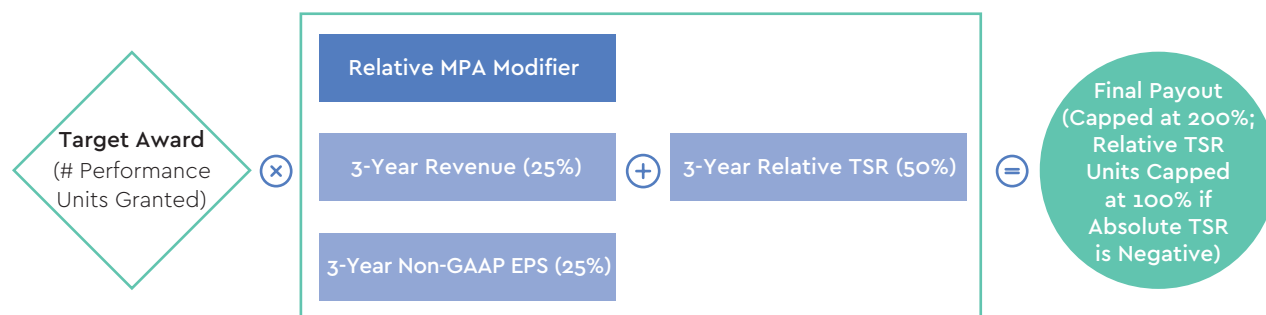 Target Award
(# Performance
Units Granted)
×
Relative MPA Modifier
3-Year Revenue (25%)
3-Year Non-GAAP EPS (25%)
+
3-Year Relative TSR (50%)
=
Final Payout
(Capped at 200%;
Relative TSR
Units Capped
at 100% if
Absolute TSR
is Negative)